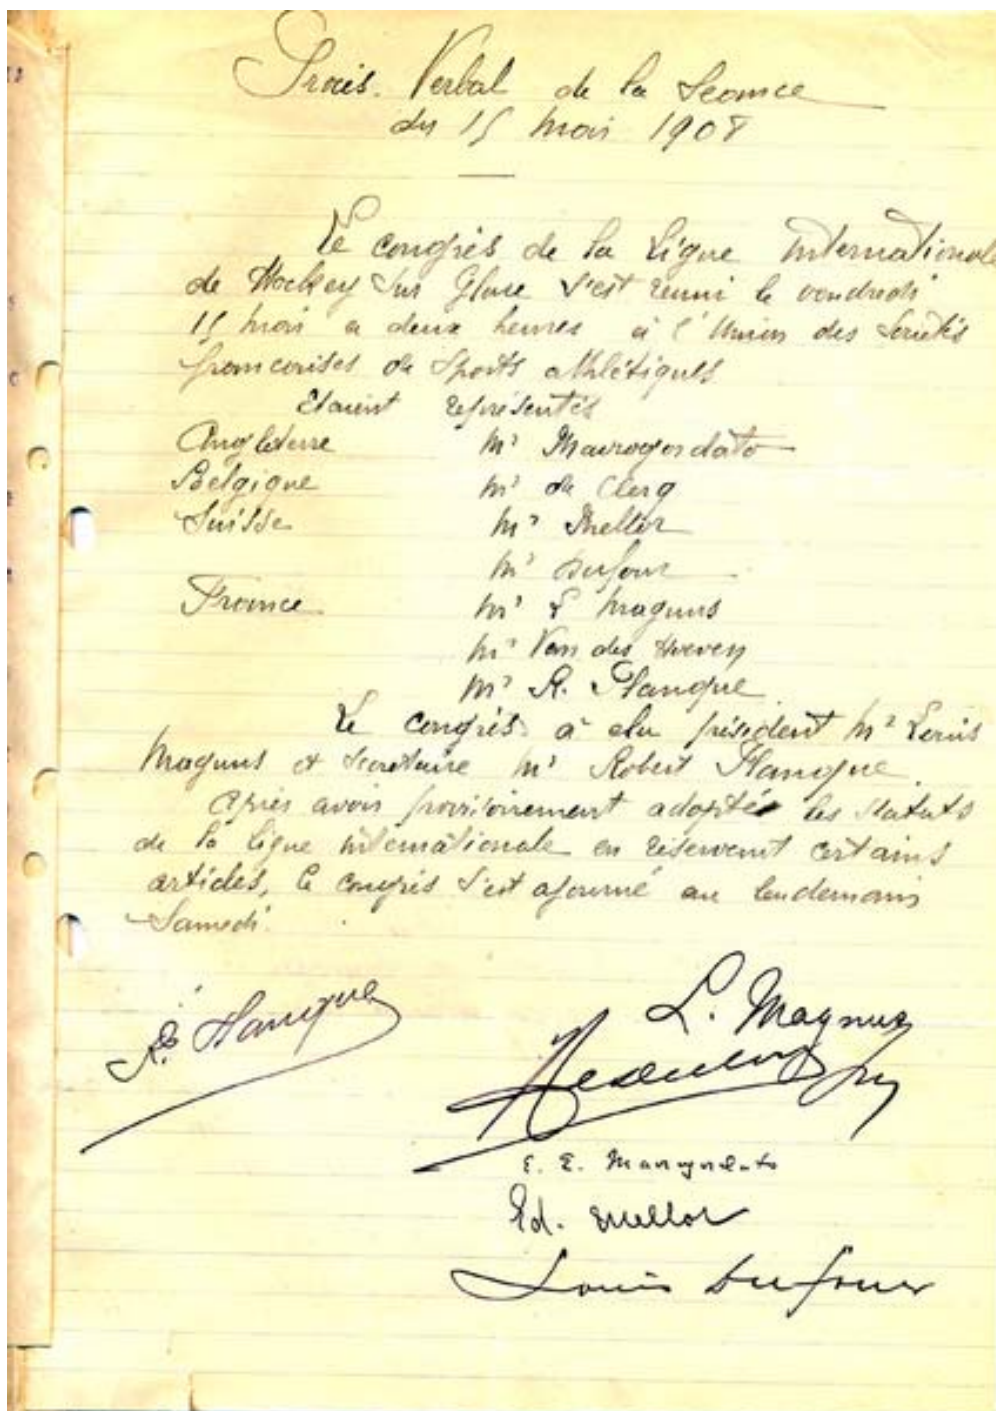 Procès. Verbal de la Séance
du 15 Mai 1908
Le congrès de la Ligue Internationale
de Hockey sur Glace s'est réuni le vendredi
15 Mai a deux heures à l'Union des Sociétés
françaises de Sports athlétiques
Etaient représentés
Angleterre Mr Mavrogordato
Belgique Mr de Clerq
Suisse Mr Mellor
Mr Dufour
France Mr L Magnus
Mr Van der Hoeven
Mr R. Planque
Le congrès à élu président Mr Louis
Magnus et secrétaire Mr Robert Planque.
Après avoir provisoirement adopté les statuts
de la ligue internationale en réservant certains
articles, le congrès s'est ajourné au lendemain
Samedi.
R. Planque
L. Magnus
E. E. Mavrogordato
Ed. Mellor
Louis Dufour